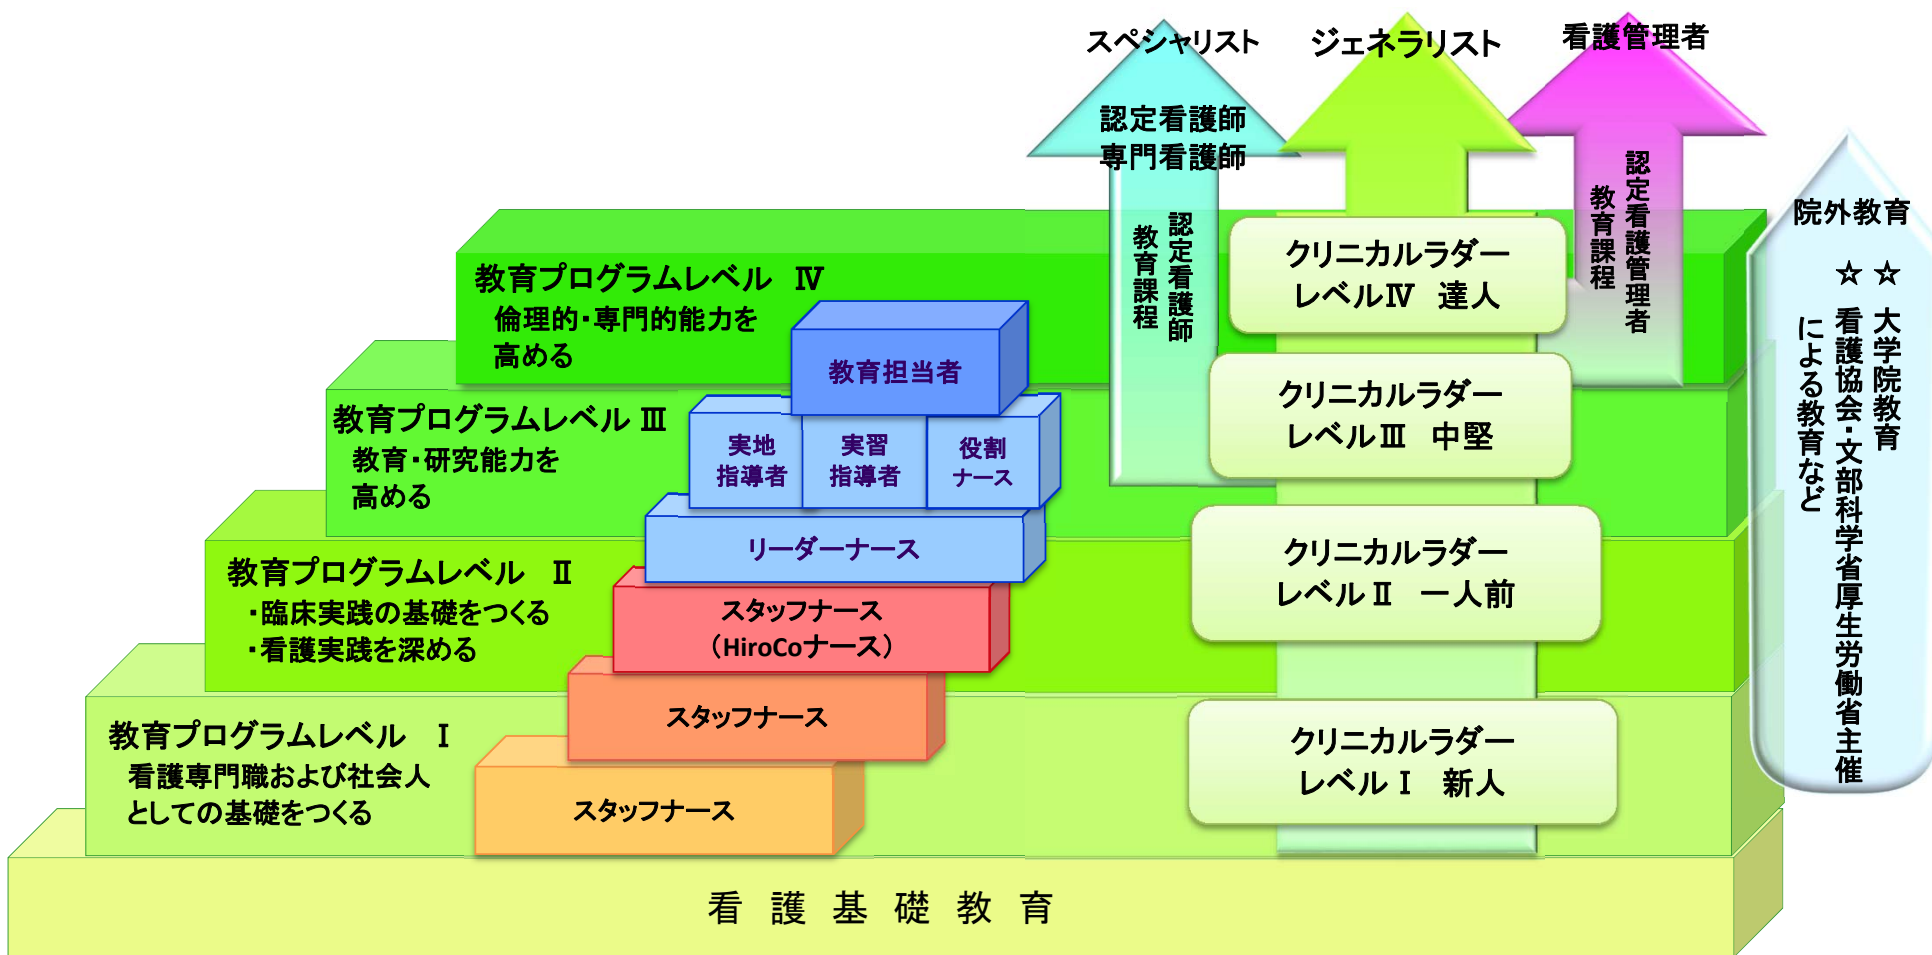 スペシャリスト
認定看護師
専門看護師
認定看護師
教育課程
ジェネラリスト
看護管理者
認定看護管理者
教育課程
院外教育
☆ 大学院教育
☆ 看護協会・文部科学省厚生労働省主催
による教育など
教育プログラムレベル Ⅳ
倫理的・専門的能力を
高める
教育プログラムレベル Ⅲ
教育・研究能力を
高める
教育プログラムレベル Ⅱ
・臨床実践の基礎をつくる
・看護実践を深める
教育プログラムレベル Ⅰ
看護専門職および社会人
としての基礎をつくる
教育担当者
実地
指導者
実習
指導者
役割
ナース
リーダーナース
スタッフナース
（HiroCoナース）
スタッフナース
スタッフナース
クリニカルラダー
レベルⅣ 達人
クリニカルラダー
レベルⅢ 中堅
クリニカルラダー
レベルⅡ 一人前
クリニカルラダー
レベルⅠ 新人
看護基礎教育